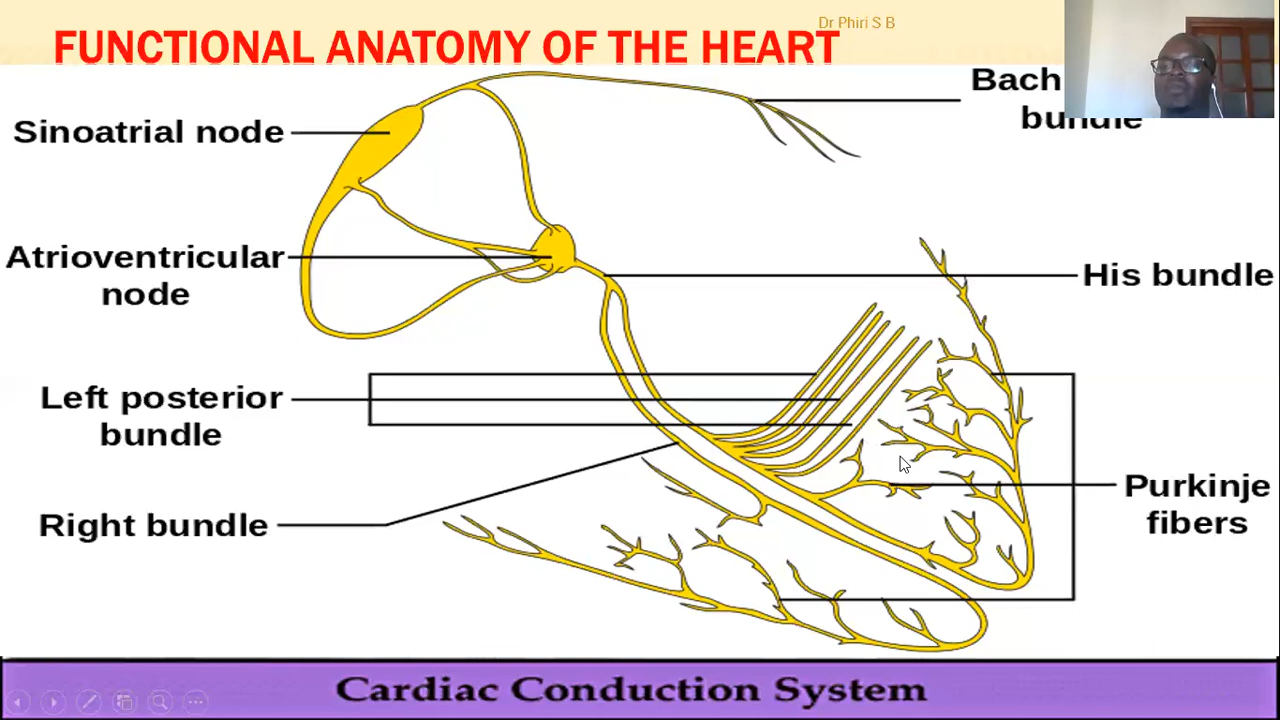 Dr Phiri S B
FUNCTIONAL ANATOMY OF THE HEART
Sinoatrial node
bundle
Atrioventricular
node
His bundle
Left posterior
bundle
Right bundle
Purkinje
fibers
Cardiac Conduction System